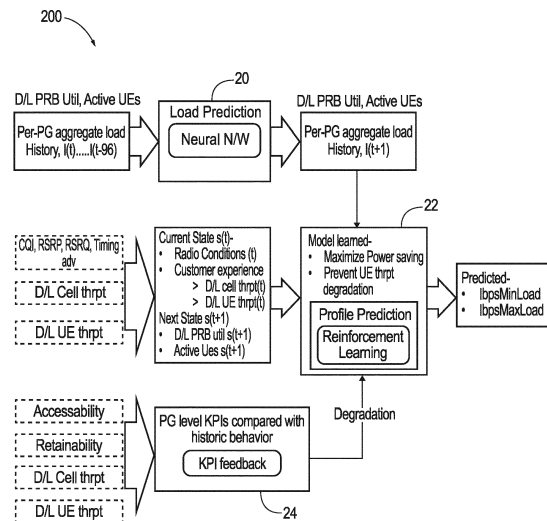 200
20
D/L PRB Util, Active UEs
Per-PG aggregate load
History, l(t).....l(t-96)
Load Prediction
Neural N/W
D/L PRB Util, Active UEs
Per-PG aggregate load
History, l(t+1)
22
CQI, RSRP, RSRQ, Timing
adv
D/L Cell thrpt
D/L UE thrpt
Current State s(t)-
• Radio Conditions (t)
• Customer experience
> D/L cell thrpt(t)
> D/L UE thrpt(t)
Next State s(t+1)
• D/L PRB util s(t+1)
• Active Ues s(t+1)
Model learned-
• Maximize Power saving
• Prevent UE thrpt
degradation
Profile Prediction
Reinforcement
Learning
Predicted-
• lbpsMinLoad
• lbpsMaxLoad
Accessability
Retainability
D/L Cell thrpt
D/L UE thrpt
PG level KPIs compared with
historic behavior
KPI feedback
24
Degradation